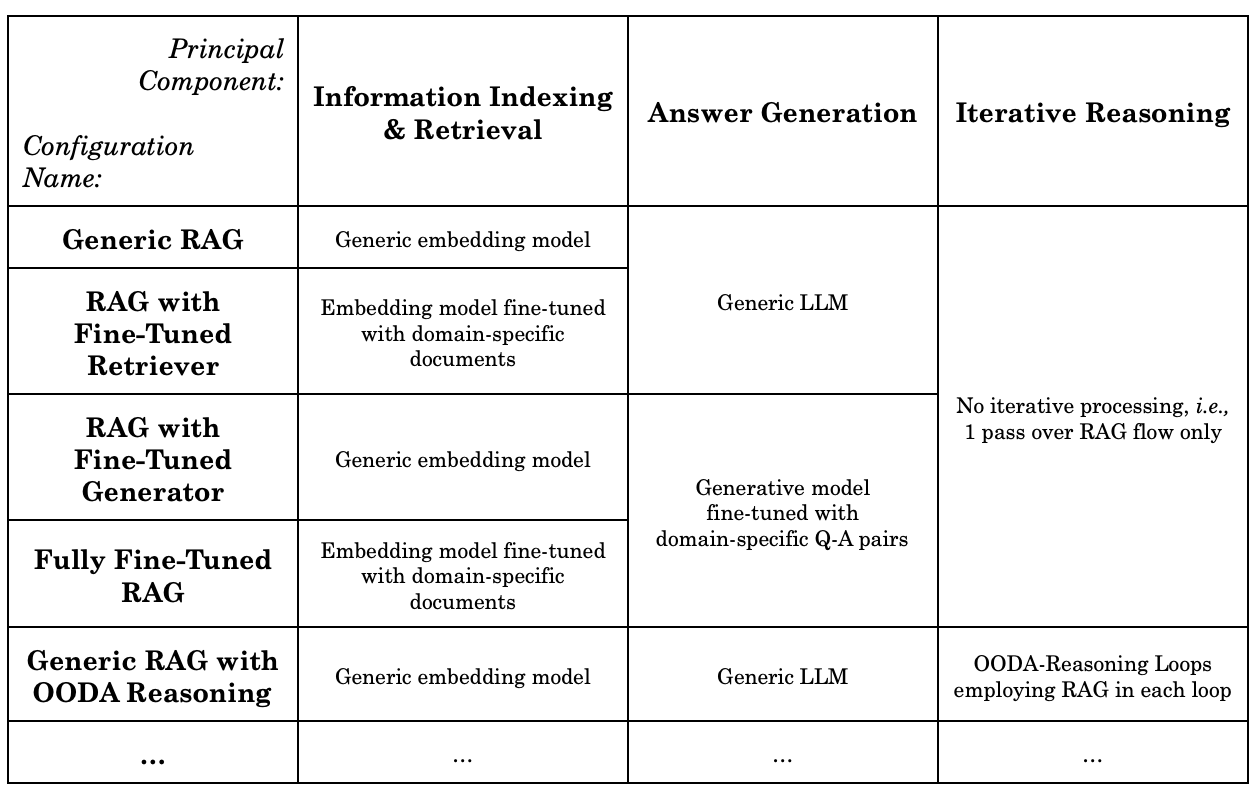 Principal
Component:
Configuration
Name:
Information Indexing
& Retrieval
Answer Generation
Iterative Reasoning
Generic RAG
Generic embedding model
Generic LLM
No iterative processing, i.e.,
1 pass over RAG flow only
RAG with
Fine-Tuned
Retriever
Embedding model fine-tuned
with domain-specific
documents
RAG with
Fine-Tuned
Generator
Generic embedding model
Generative model
fine-tuned with
domain-specific Q-A pairs
Fully Fine-Tuned
RAG
Embedding model fine-tuned
with domain-specific
documents
Generic RAG with
OODA Reasoning
Generic embedding model
Generic LLM
OODA-Reasoning Loops
employing RAG in each loop
...
...
...
...